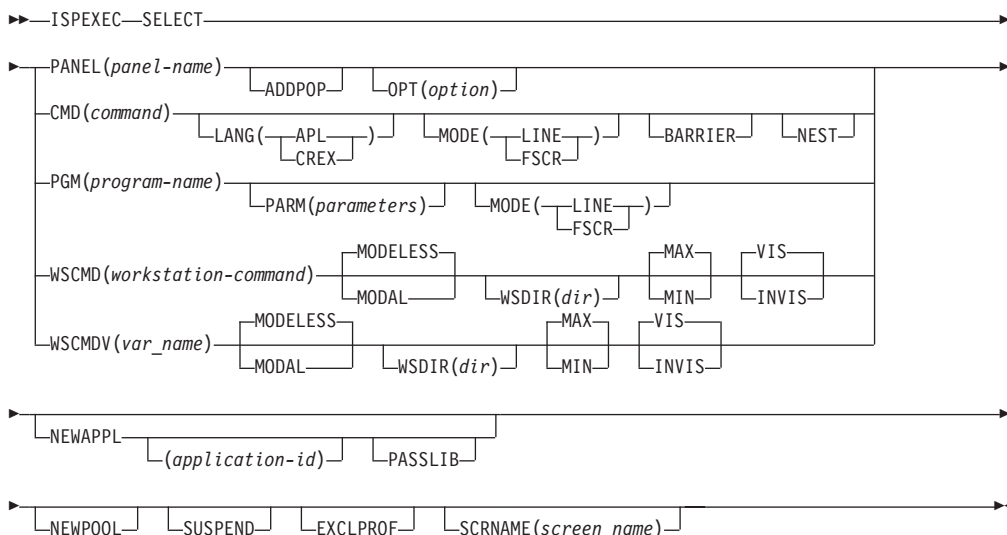 ISPEXEC SELECT
PANEL(panel-name)
ADDPOP OPT(option)
CMD(command)
LANG( APL ) MODE( LINE ) BARRIER NEST
CREX FSCR
PGM(program-name)
PARM(parameters) MODE( LINE )
FSCR
MODELESS MAX VIS
WSCMD(workstation-command)
MODAL WSDIR(dir) MIN INVIS
MODELESS MAX VIS
WSCMDV(var_name)
MODAL WSDIR(dir) MIN INVIS
NEWAPPL
(application-id) PASSLIB
NEWPOOL SUSPEND EXCLPROF SCRNAME(screen name)